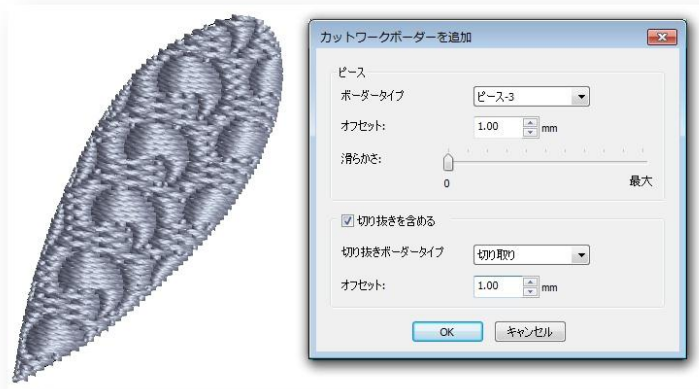 カットワークボーダーを追加
ピース
ボーダータイプ ピース-3
オフセット: 1.00 mm
滑らかさ:
0 最大
切り抜きを含める
切り抜きボーダータイプ 切り取り
オフセット: 1.00 mm
OK キャンセル